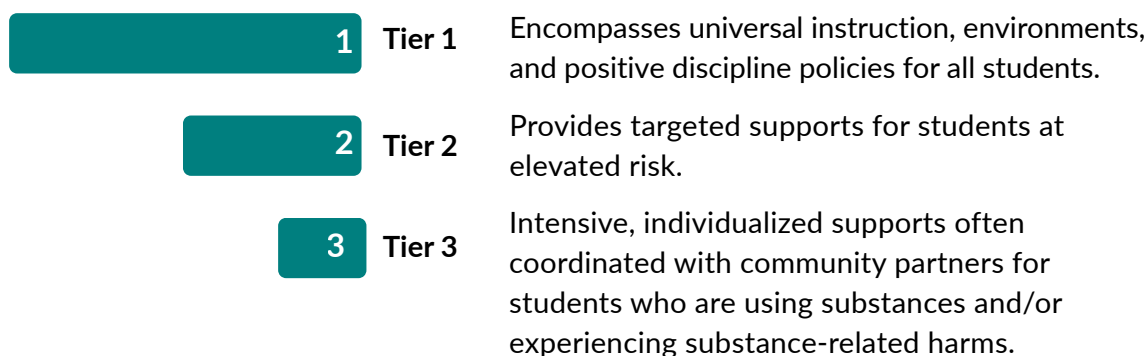 1 Tier 1 Encompasses universal instruction, environments,
and positive discipline policies for all students.
2 Tier 2 Provides targeted supports for students at
elevated risk.
3 Tier 3 Intensive, individualized supports often
coordinated with community partners for
students who are using substances and/or
experiencing substance-related harms.